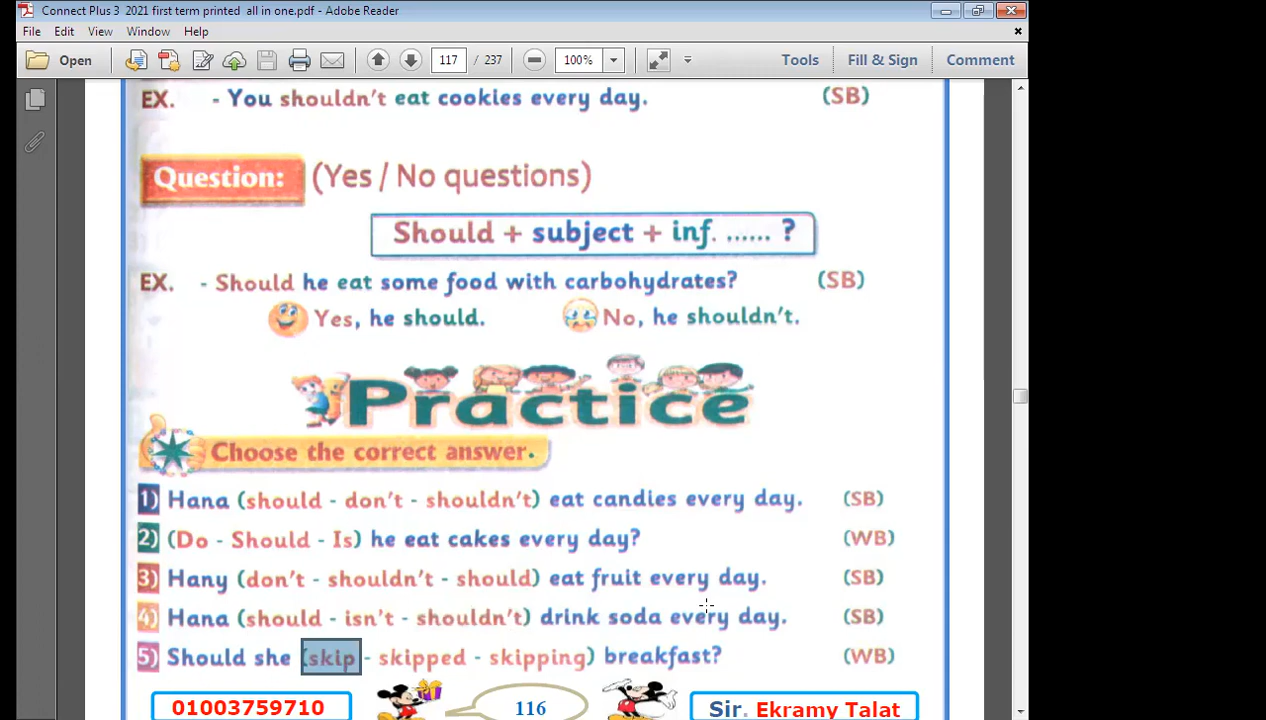 Connect Plus 3 2021 first term printed all in one.pdf - Adobe Reader
File Edit View Window Help
Open 117 / 237 100% Tools Fill & Sign Comment
EX. - You shouldn't eat cookies every day. (SB)
Question: (Yes / No questions)
Should + subject + inf. ...... ?
EX. - Should he eat some food with carbohydrates? (SB)
Yes, he should. No, he shouldn't.
Practice
Choose the correct answer.
1) Hana (should - don't - shouldn't) eat candies every day. (SB)
2) (Do - Should - Is) he eat cakes every day? (WB)
3) Hany (don't - shouldn't - should) eat fruit every day. (SB)
4) Hana (should - isn't - shouldn't) drink soda every day. (SB)
5) Should she (skip - skipped - skipping) breakfast? (WB)
01003759710 116 Sir. Ekramy Talat